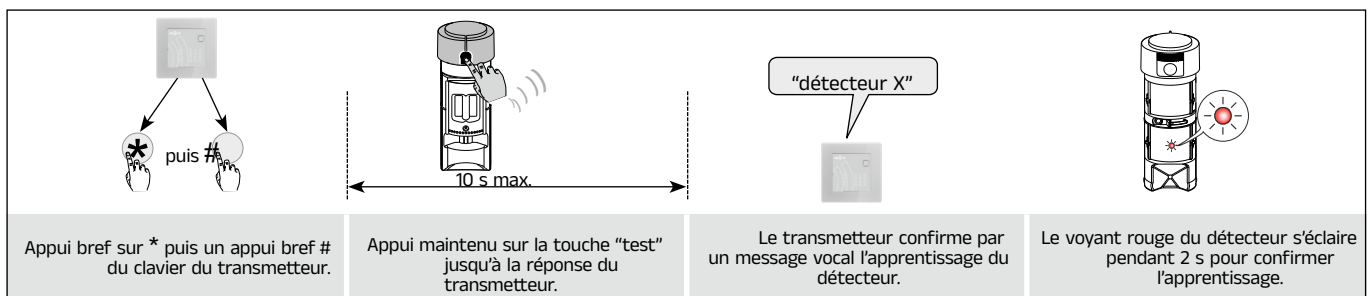 * puis #
10 s max.
“détecteur X”
Appui bref sur * puis un appui bref #
du clavier du transmetteur.
Appui maintenu sur la touche “test”
jusqu’à la réponse du
transmetteur.
Le transmetteur confirme par
un message vocal l’apprentissage du
détecteur.
Le voyant rouge du détecteur s’éclaire
pendant 2 s pour confirmer
l’apprentissage.